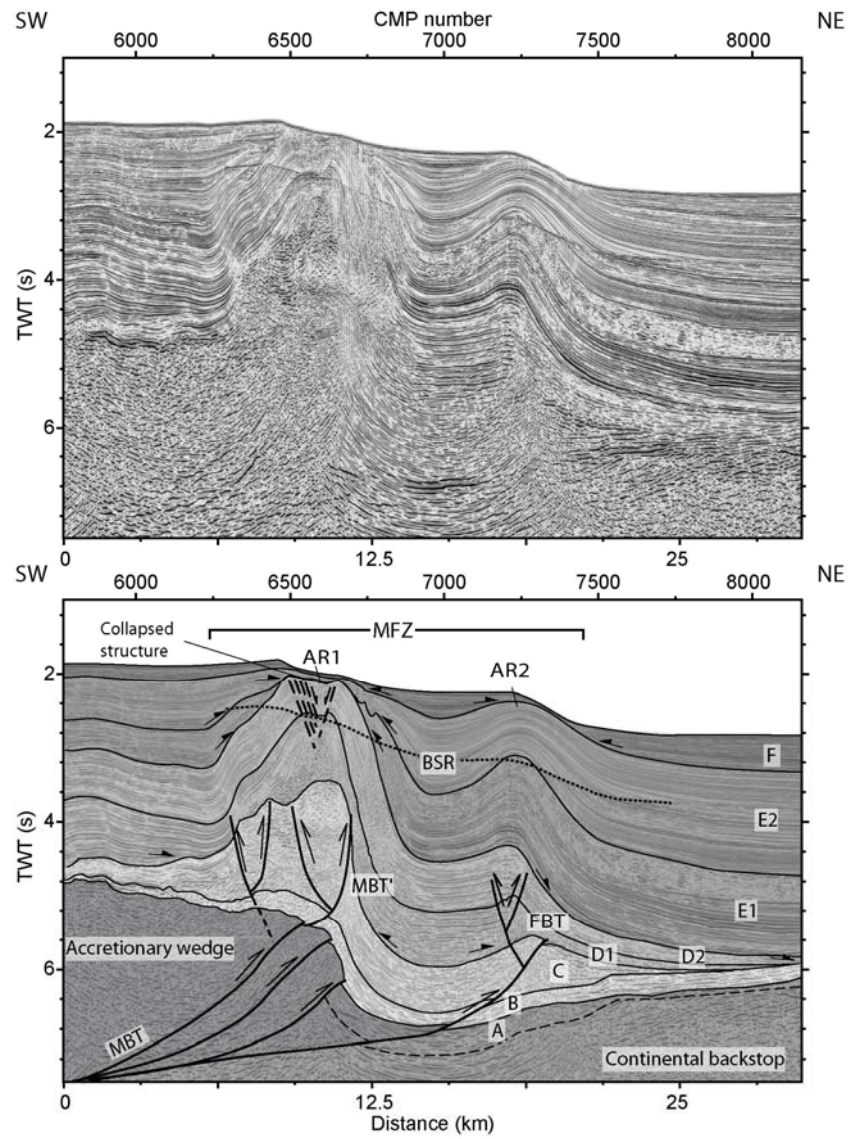 SW CMP number NE
6000 6500 7000 7500 8000
2
4
TWT (s)
6
0 12.5 25
SW 6000 6500 7000 7500 8000 NE
MFZ
Collapsed
structure
AR1
AR2
2
BSR
F
E2
4
TWT (s)
MBT'
E1
FBT
Accretionary wedge
D1
D2
6
C
B
A
MBT
Continental backstop
0 12.5 25
Distance (km)